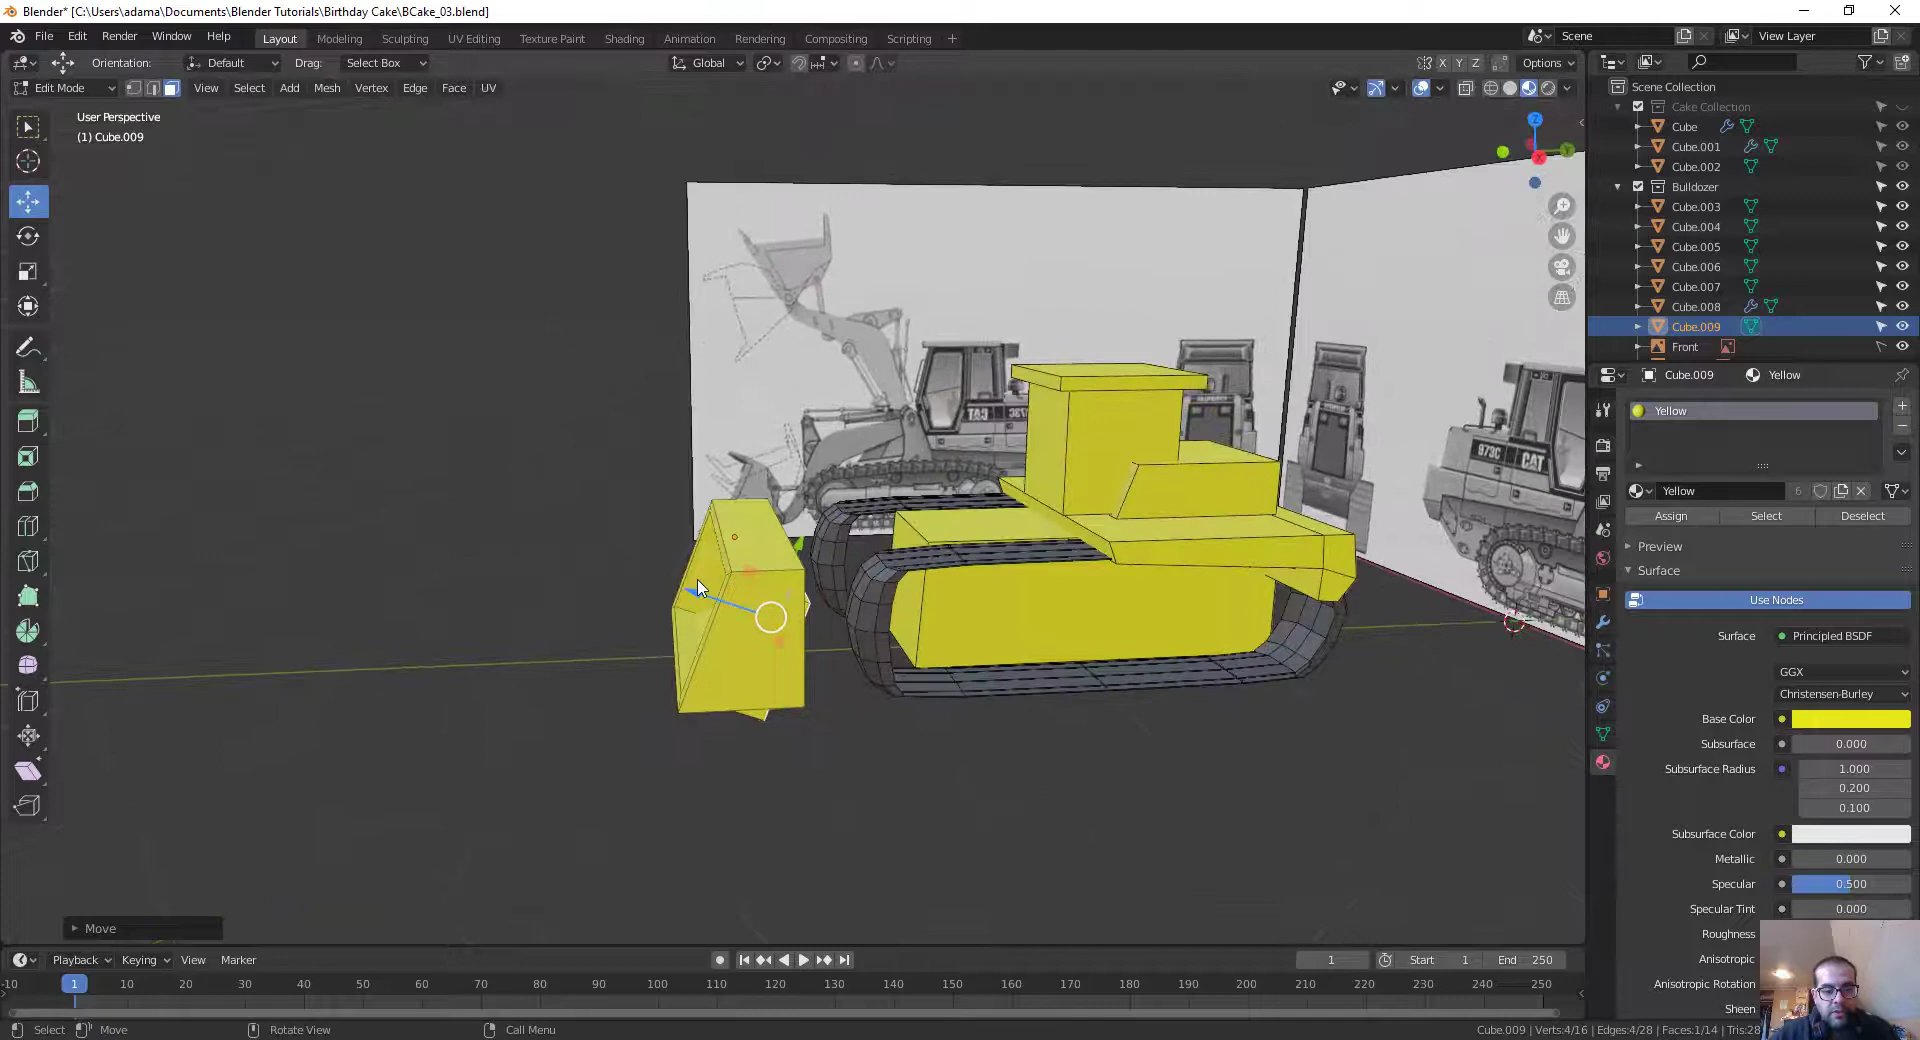 Blender* [C:\Users\adama\Documents\Blender Tutorials\Birthday Cake\BCake_03.blend]
File Edit Render Window Help
Layout Modeling Sculpting UV Editing Texture Paint Shading Animation Rendering Compositing Scripting
Scene
View Layer
Orientation: Default Drag: Select Box
Global
X Y Z
Options
Edit Mode View Select Add Mesh Vertex Edge Face UV
User Perspective
(1) Cube.009
Z
X
Y
Scene Collection
Cake Collection
Cube
Cube.001
Cube.002
Bulldozer
Cube.003
Cube.004
Cube.005
Cube.006
Cube.007
Cube.008
Cube.009
Front
Cube.009 Yellow
Yellow
Yellow 6
Assign Select Deselect
Preview
Surface
Use Nodes
Surface Principled BSDF
GGX
Christensen-Burley
Base Color
Subsurface 0.000
Subsurface Radius 1.000
0.200
0.100
Subsurface Color
Metallic 0.000
Specular 0.500
Specular Tint 0.000
Roughness
Anisotropic
Anisotropic Rotation
Sheen
973C CAT
Move
Playback Keying View Marker
1 Start 1 End 250
-10 1 10 20 30 40 50 60 70 80 90 100 110 120 130 140 150 160 170 180 190 200 210 220 230 240 250
Select Move Rotate View Call Menu
Cube.009 | Verts:4/16 | Edges:4/28 | Faces:1/14 | Tris:28